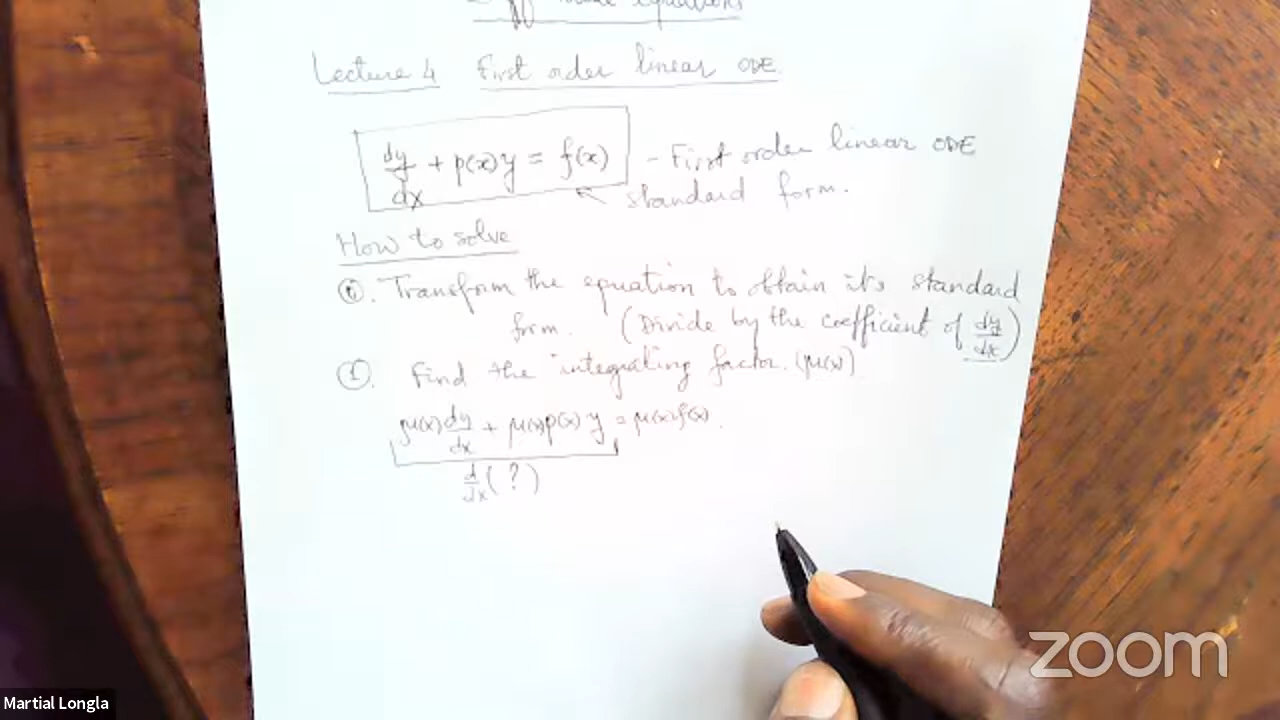 equations
Lecture 4 First order linear ODE
dy/dx + p(x)y = f(x) - First order linear ODE
standard form.
How to solve
0. Transform the equation to obtain its standard
form. (Divide by the coefficient of dy/dx)
1. Find the integrating factor. (μ(x))
μ(x)dy/dx + μ(x)p(x)y = μ(x)f(x).
d/dx(?)
zoom
Martial Longla